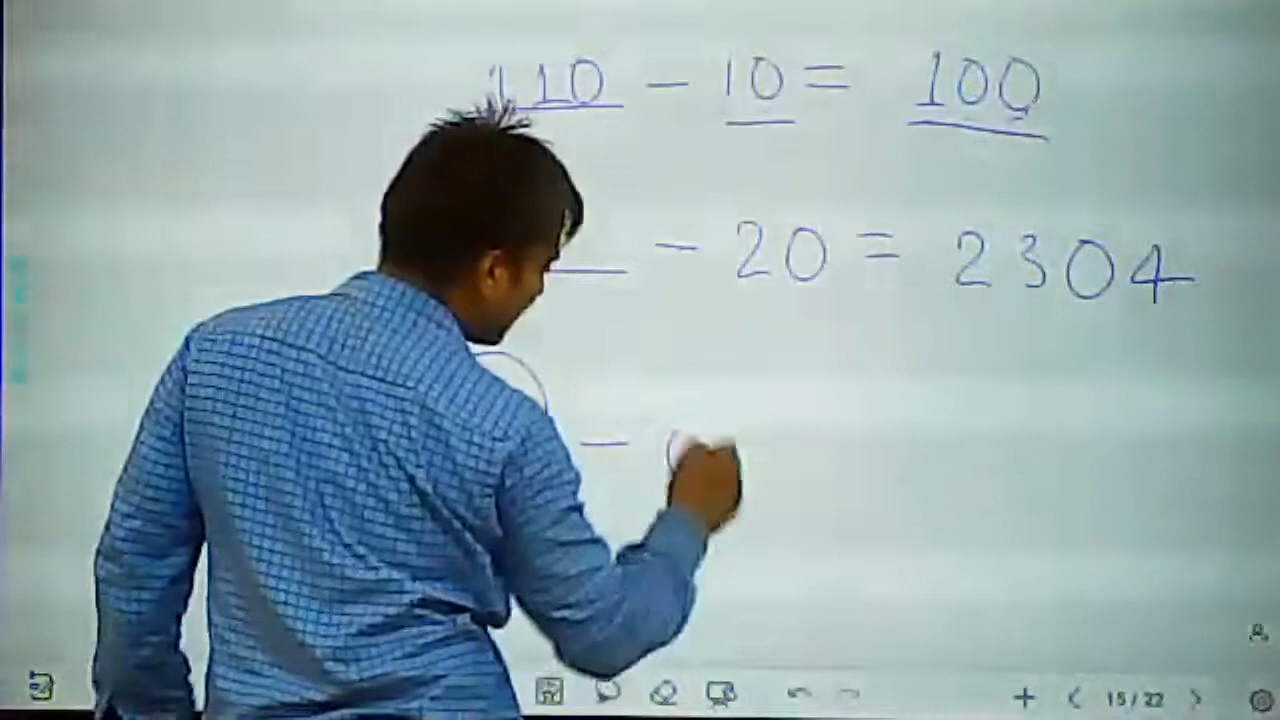 110 - 10 = 100
- 20 = 2304
-
15 / 22